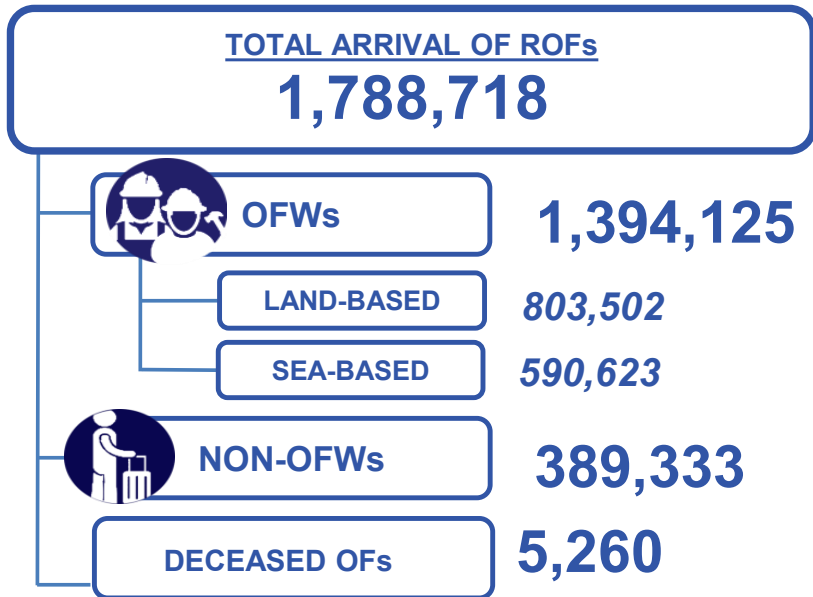 TOTAL ARRIVAL OF ROFs
1,788,718
OFWs
1,394,125
LAND-BASED
803,502
SEA-BASED
590,623
NON-OFWs
389,333
DECEASED OFs
5,260